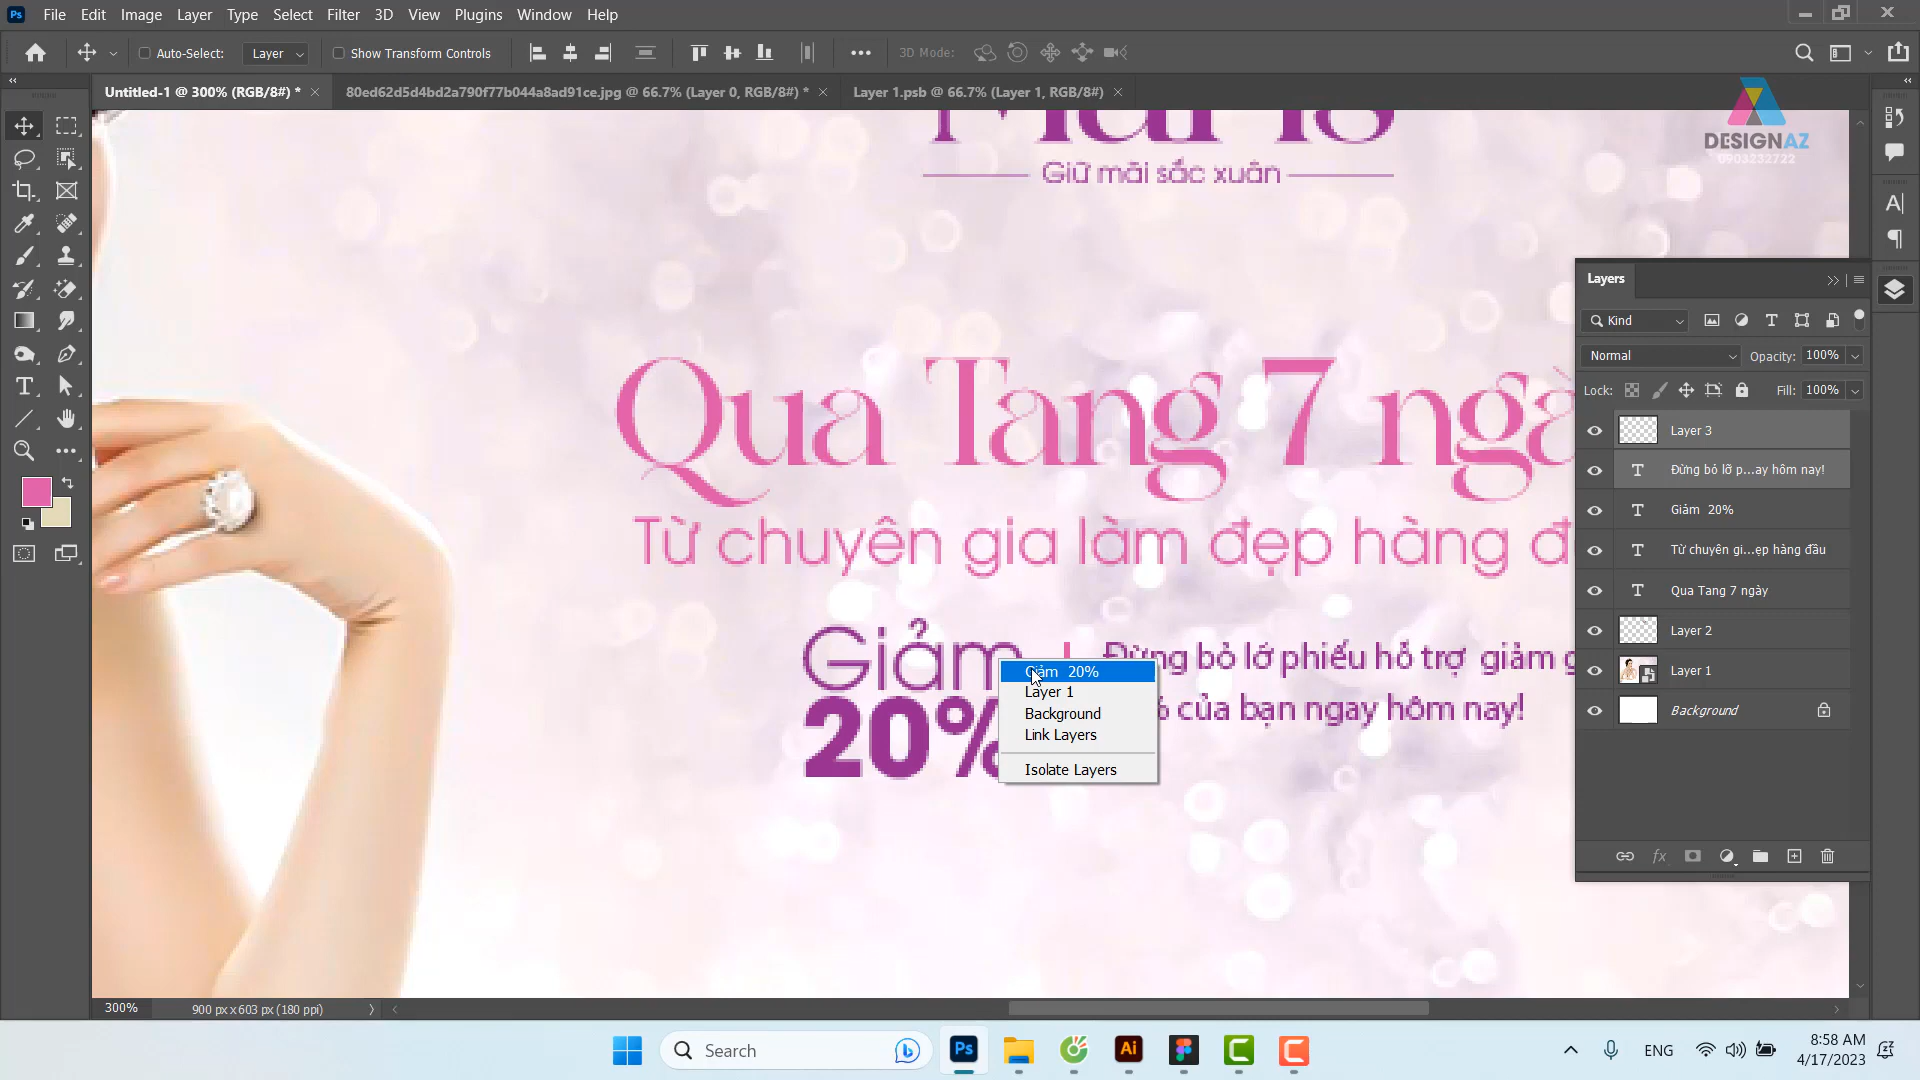 File Edit Image Layer Type Select Filter 3D View Plugins Window Help
Auto-Select: Layer Show Transform Controls 3D Mode:
Untitled-1 @ 300% (RGB/8#) * 80ed62d5d4bd2a790f77b044a8ad91ce.jpg @ 66.7% (Layer 0, RGB/8#) * Layer 1.psb @ 66.7% (Layer 1, RGB/8#)
DESIGNAZ
0903232722
Giữ mãi sắc xuân
Qua Tang 7 ngà
Từ chuyên gia làm đẹp hàng đ
Giảm
20%
Đừng bỏ lỡ phiếu hỗ trợ giảm g
% của bạn ngay hôm nay!
Giảm 20%
Layer 1
Background
Link Layers
Isolate Layers
Layers
Kind
Normal Opacity: 100%
Lock: Fill: 100%
Layer 3
Đừng bỏ lỡ p...ay hôm nay!
Giảm 20%
Từ chuyên gi...ẹp hàng đầu
Qua Tang 7 ngày
Layer 2
Layer 1
Background
300% 900 px x 603 px (180 ppi)
Search
ENG
8:58 AM
4/17/2023